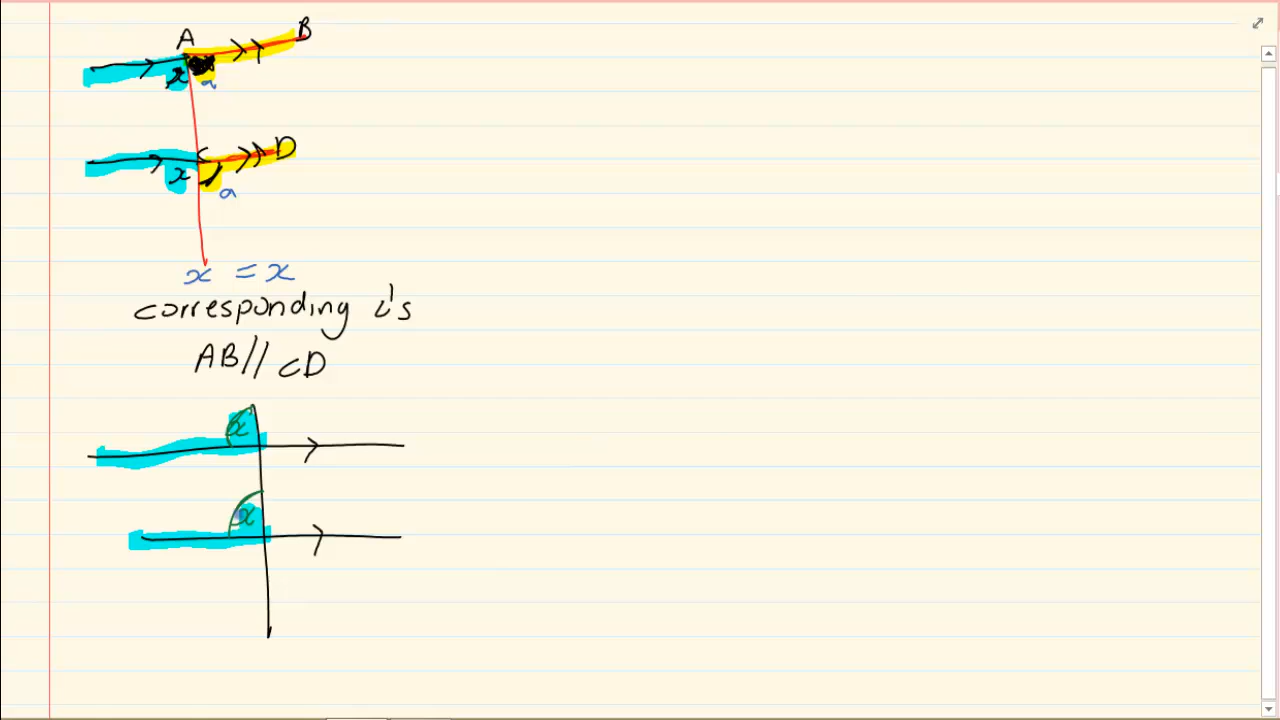 A B
x a
C D
x a
x = x
corresponding ∠'s
AB // CD
x
x